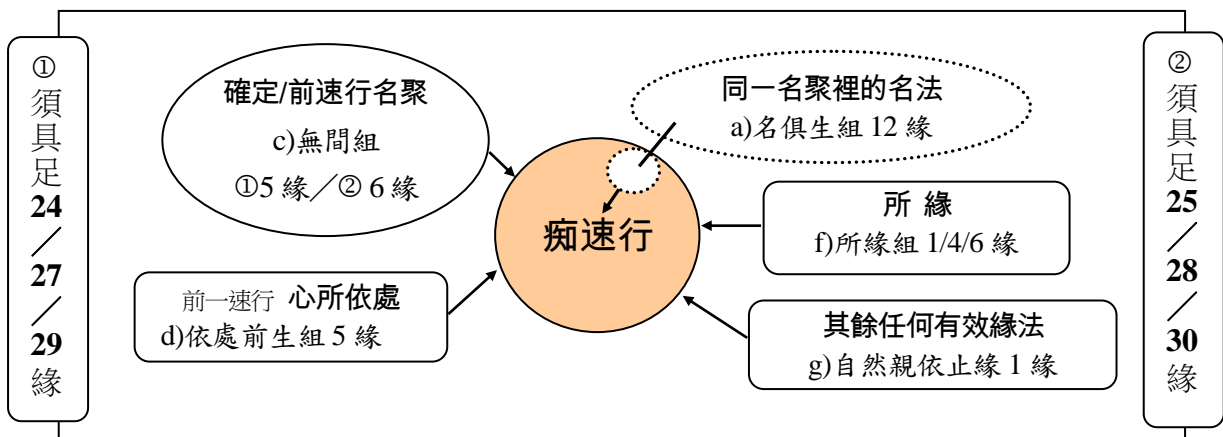 ①
須
具
足
24
／
27
／
29
緣
確定/前速行名聚
c)無間組
①5 緣／② 6 緣
同一名聚裡的名法
a)名俱生組 12 緣
痴速行
所 緣
f)所緣組 1/4/6 緣
前一速行 心所依處
d)依處前生組 5 緣
其餘任何有效緣法
g)自然親依止緣 1 緣
②
須
具
足
25
／
28
／
30
緣